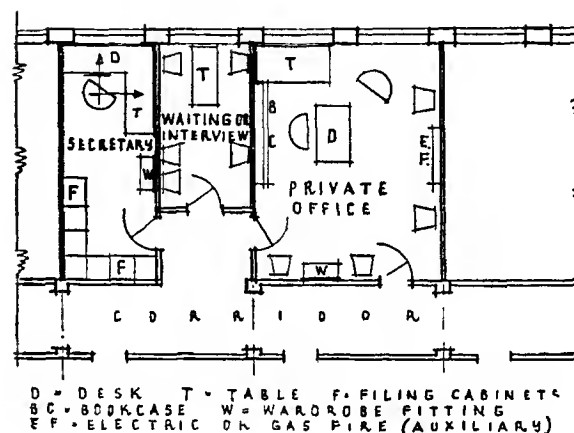 D
T
T
T
WAITING OR
INTERVIEW
B
C
D
E
F
SECRETARY
W
F
PRIVATE
OFFICE
F
W
CORRIDOR
D = DESK T = TABLE F = FILING CABINETS
BC = BOOKCASE W = WARDROBE FITTING
EF = ELECTRIC OR GAS FIRE (AUXILIARY)